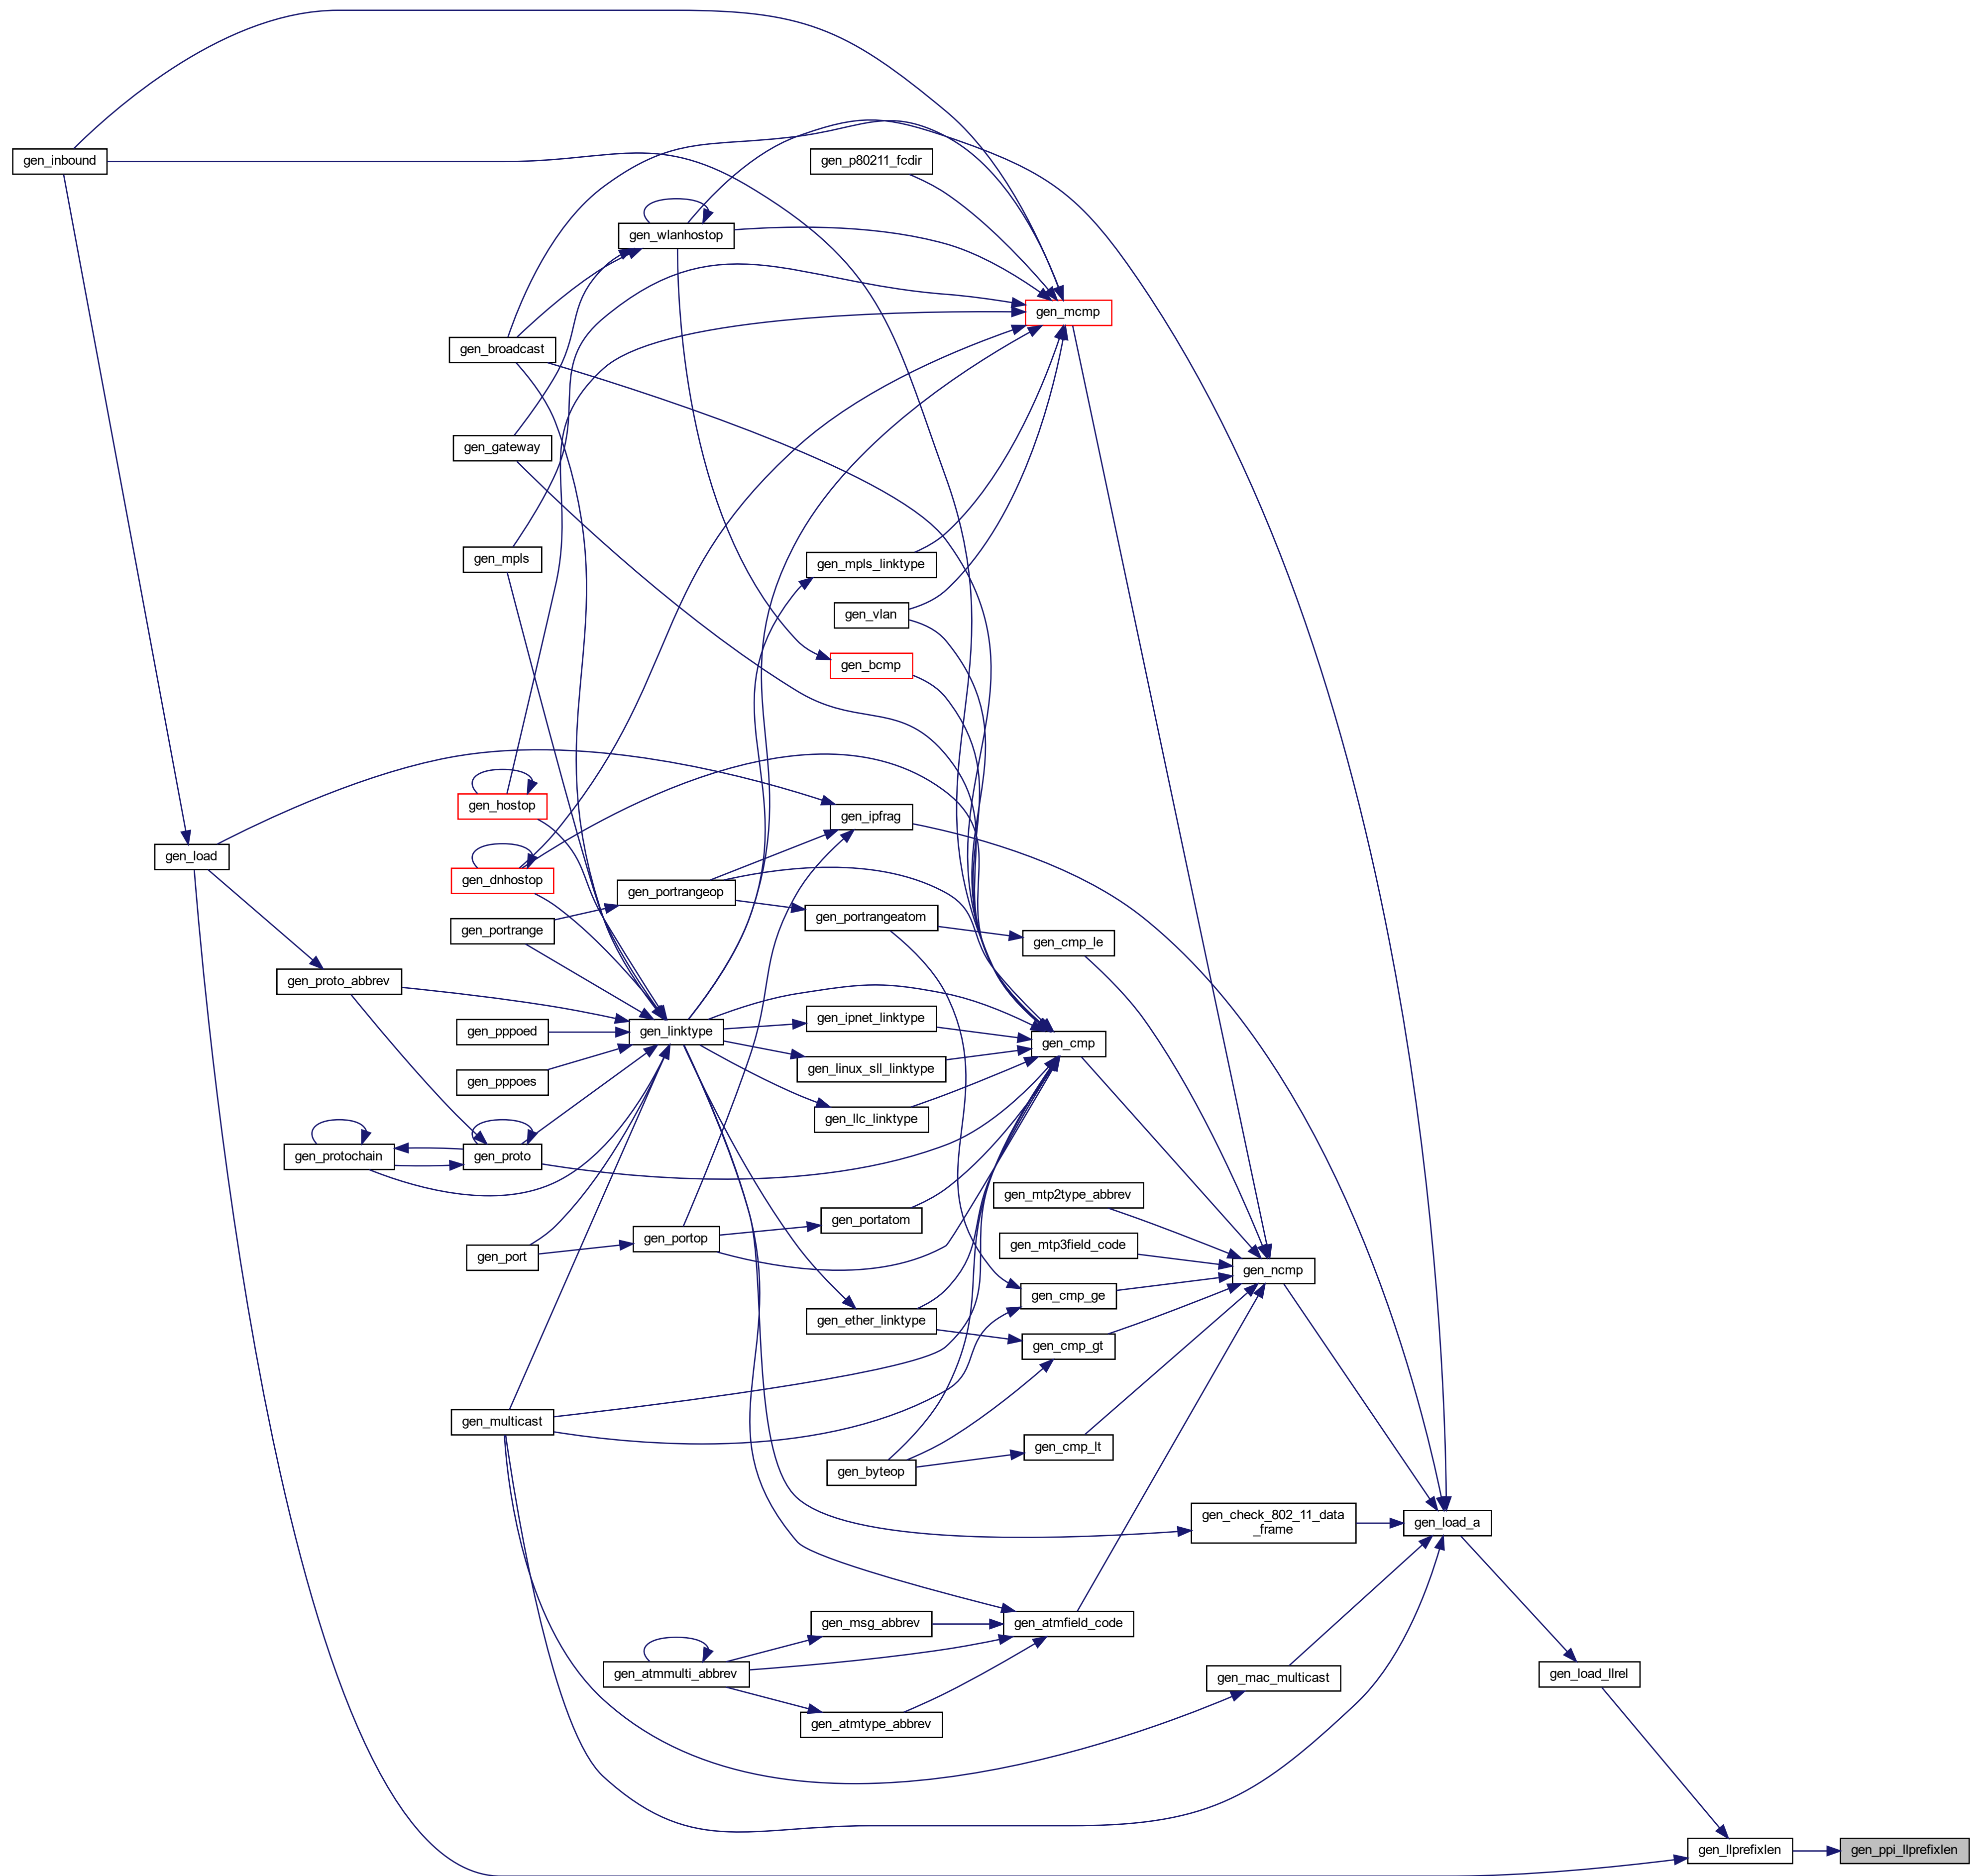 gen_inbound
gen_p80211_fcdir
gen_wlanhostop
gen_mcmp
gen_broadcast
gen_gateway
gen_mpls
gen_mpls_linktype
gen_vlan
gen_bcmp
gen_hostop
gen_ipfrag
gen_load
gen_dnhostop
gen_portrangeop
gen_portrangeatom
gen_portrange
gen_cmp_le
gen_proto_abbrev
gen_ipnet_linktype
gen_pppoed
gen_linktype
gen_cmp
gen_linux_sll_linktype
gen_pppoes
gen_llc_linktype
gen_protochain
gen_proto
gen_mtp2type_abbrev
gen_portatom
gen_portop
gen_mtp3field_code
gen_port
gen_ncmp
gen_cmp_ge
gen_ether_linktype
gen_cmp_gt
gen_multicast
gen_cmp_lt
gen_byteop
gen_check_802_11_data
_frame
gen_load_a
gen_msg_abbrev
gen_atmfield_code
gen_atmmulti_abbrev
gen_mac_multicast
gen_load_llrel
gen_atmtype_abbrev
gen_llprefixlen
gen_ppi_llprefixlen